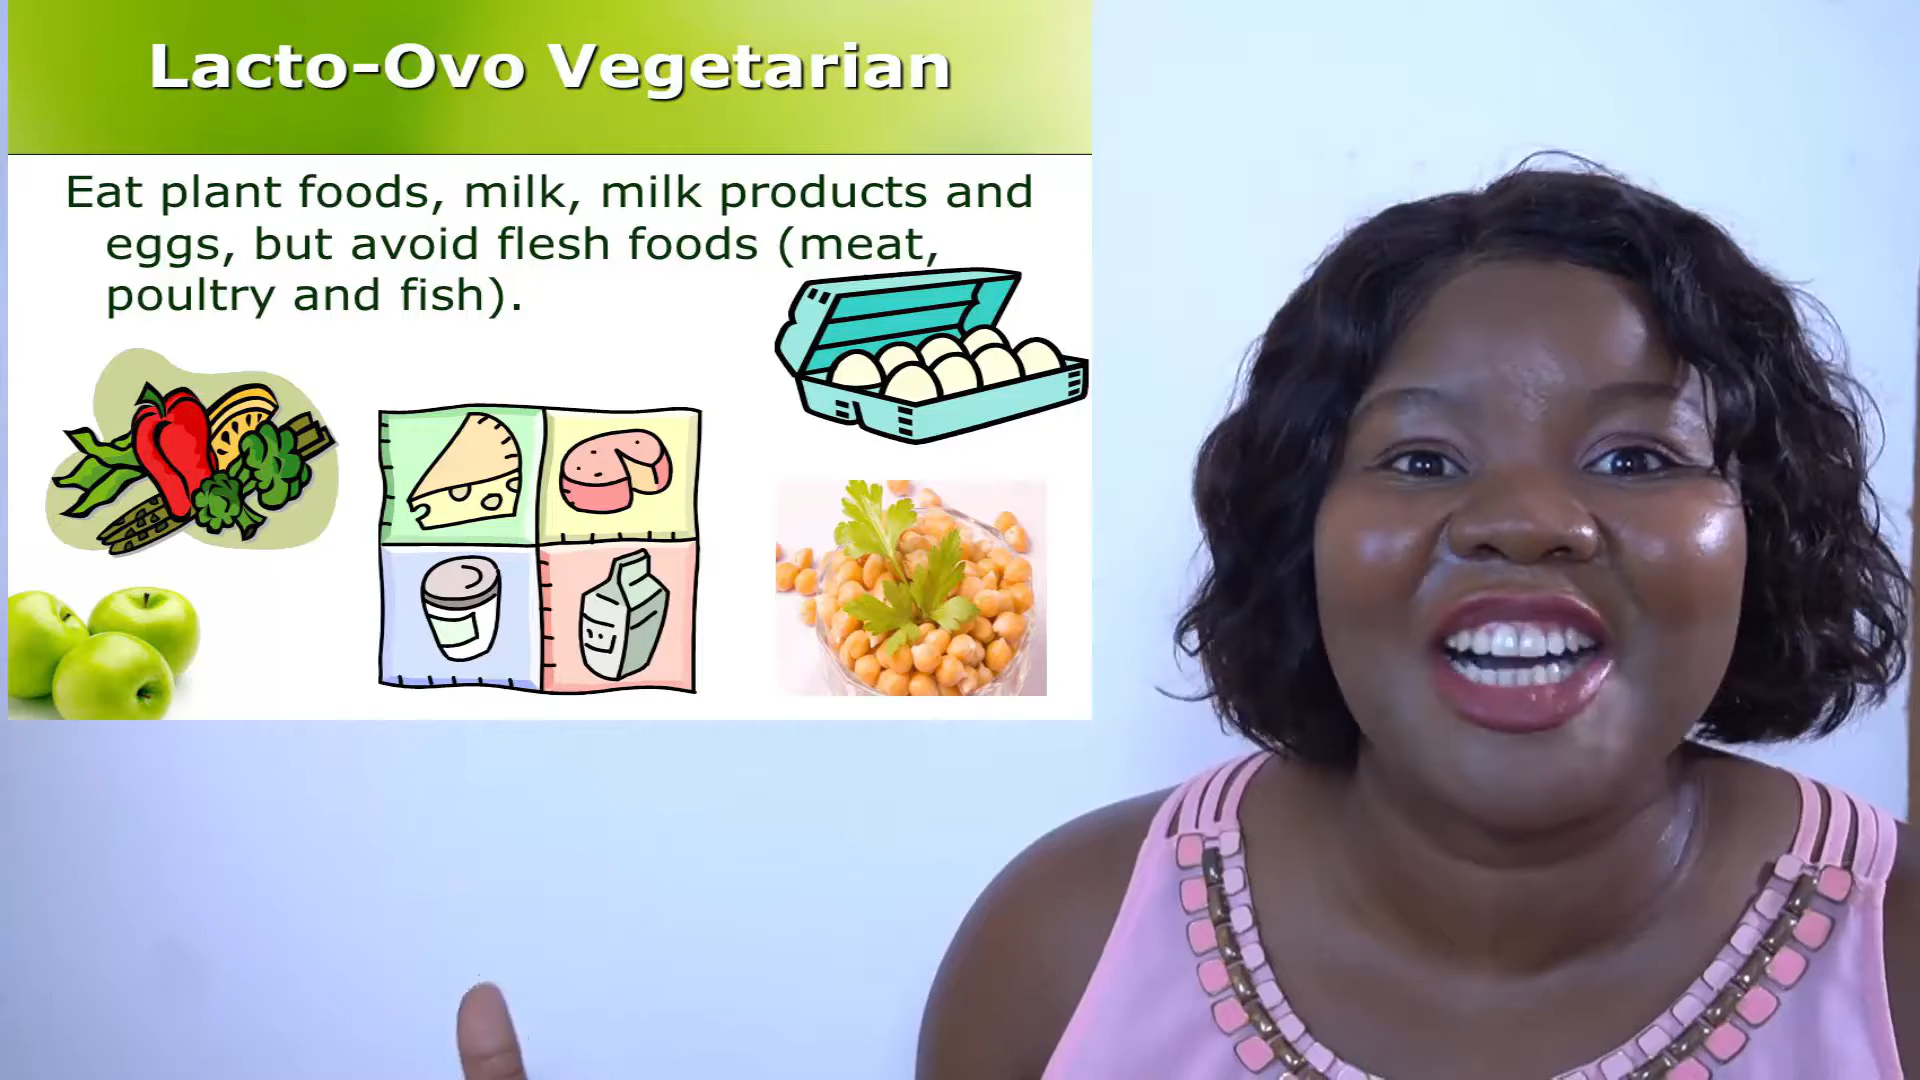 Lacto-Ovo Vegetarian
Eat plant foods, milk, milk products and
eggs, but avoid flesh foods (meat,
poultry and fish).